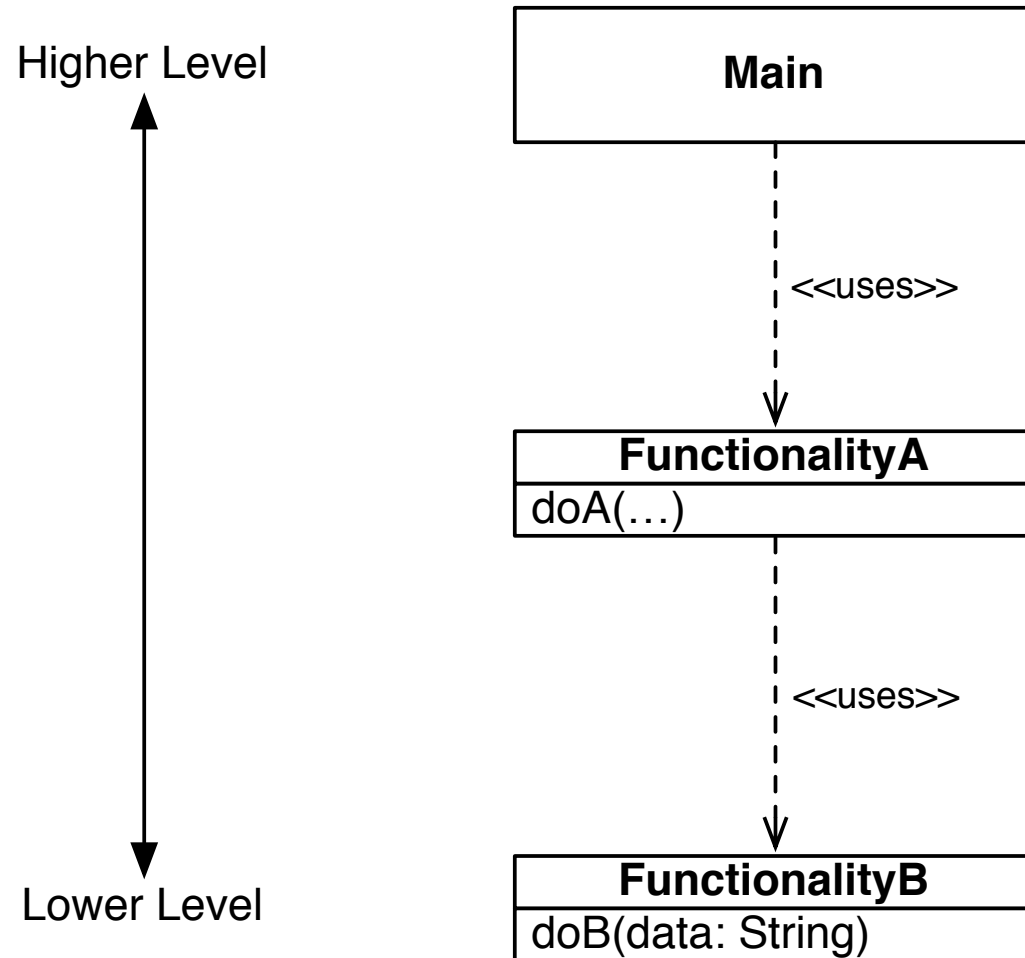 Higher Level
Main
<<uses>>
FunctionalityA
doA(…)
<<uses>>
Lower Level
FunctionalityB
doB(data: String)